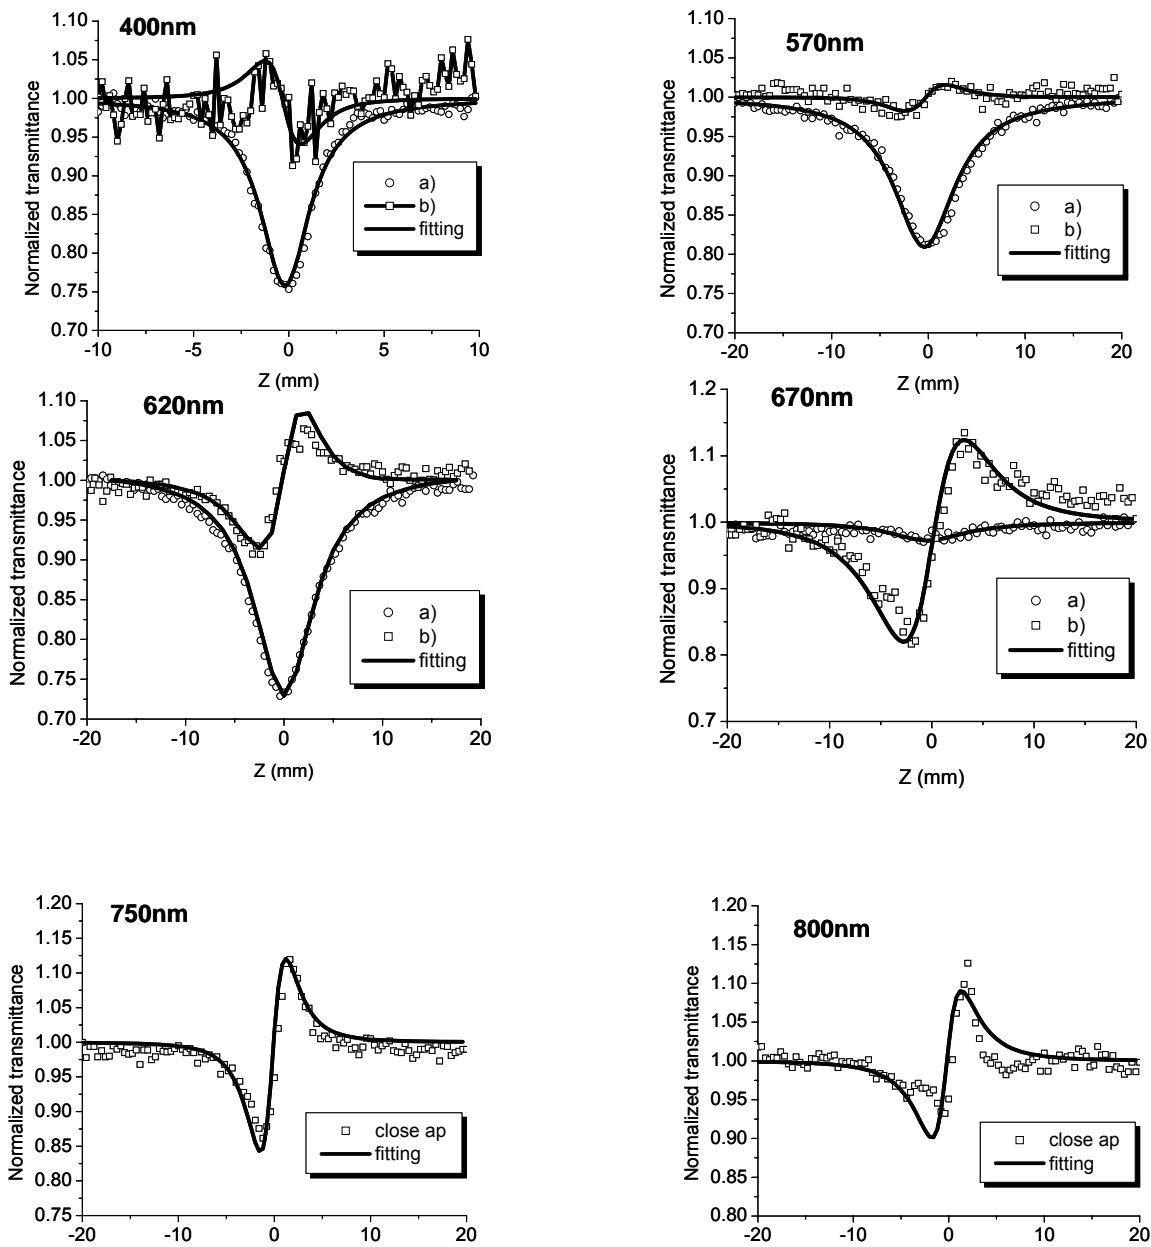 400nm
1.10
1.05
1.00
0.95
0.90
0.85
0.80
0.75
0.70
Normalized transmittance
a)
b)
fitting
-10
-5
0
5
10
Z (mm)
570nm
1.10
1.05
1.00
0.95
0.90
0.85
0.80
0.75
0.70
Normalized transmittance
a)
b)
fitting
-20
-10
0
10
20
Z (mm)
620nm
1.10
1.05
1.00
0.95
0.90
0.85
0.80
0.75
0.70
Normalized transmittance
a)
b)
fitting
-20
-10
0
10
20
Z (mm)
670nm
1.2
1.1
1.0
0.9
0.8
0.7
Normalized transmittance
a)
b)
fitting
-20
-10
0
10
20
Z (mm)
750nm
1.20
1.15
1.10
1.05
1.00
0.95
0.90
0.85
0.80
0.75
Normalized transmittance
close ap
fitting
-20
-10
0
10
20
800nm
1.20
1.15
1.10
1.05
1.00
0.95
0.90
0.85
0.80
Normalized transmittance
close ap
fitting
-20
-10
0
10
20